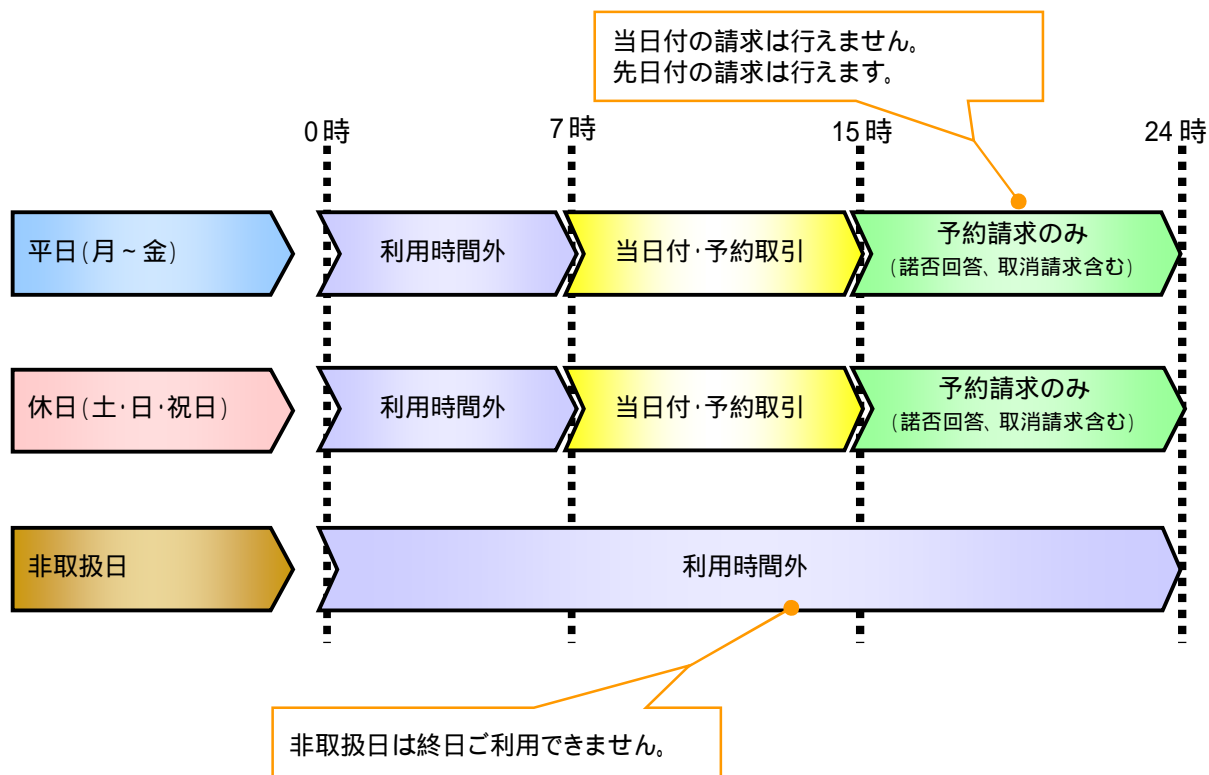 当日付の請求は行えません。
先日付の請求は行えます。
0時
7時
15時
24時
平日(月~金)
利用時間外
当日付・予約取引
予約請求のみ
(諾否回答、取消請求含む)
休日(土・日・祝日)
利用時間外
当日付・予約取引
予約請求のみ
(諾否回答、取消請求含む)
非取扱日
利用時間外
非取扱日は終日ご利用できません。